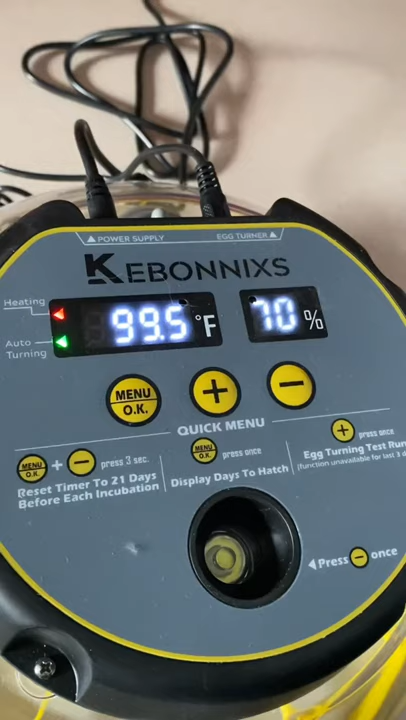 ▲POWER SUPPLY EGG TURNER▲
KEBONNIXS
Heating
99.5 °F 70 %
Auto
Turning
MENU
O.K.
+ −
QUICK MENU
MENU O.K. + − press 3 sec.
Reset Timer To 21 Days
Before Each Incubation
MENU O.K. press once
Display Days To Hatch
+ press once
Egg Turning Test Run
(function unavailable for last 3
◀Press − once